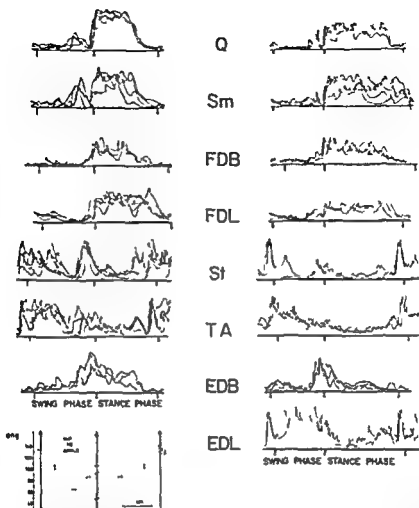 Q
Sm
FDB
FDL
St
TA
EDB
SWING PHASE STANCE PHASE
EDL
SWING PHASE STANCE PHASE